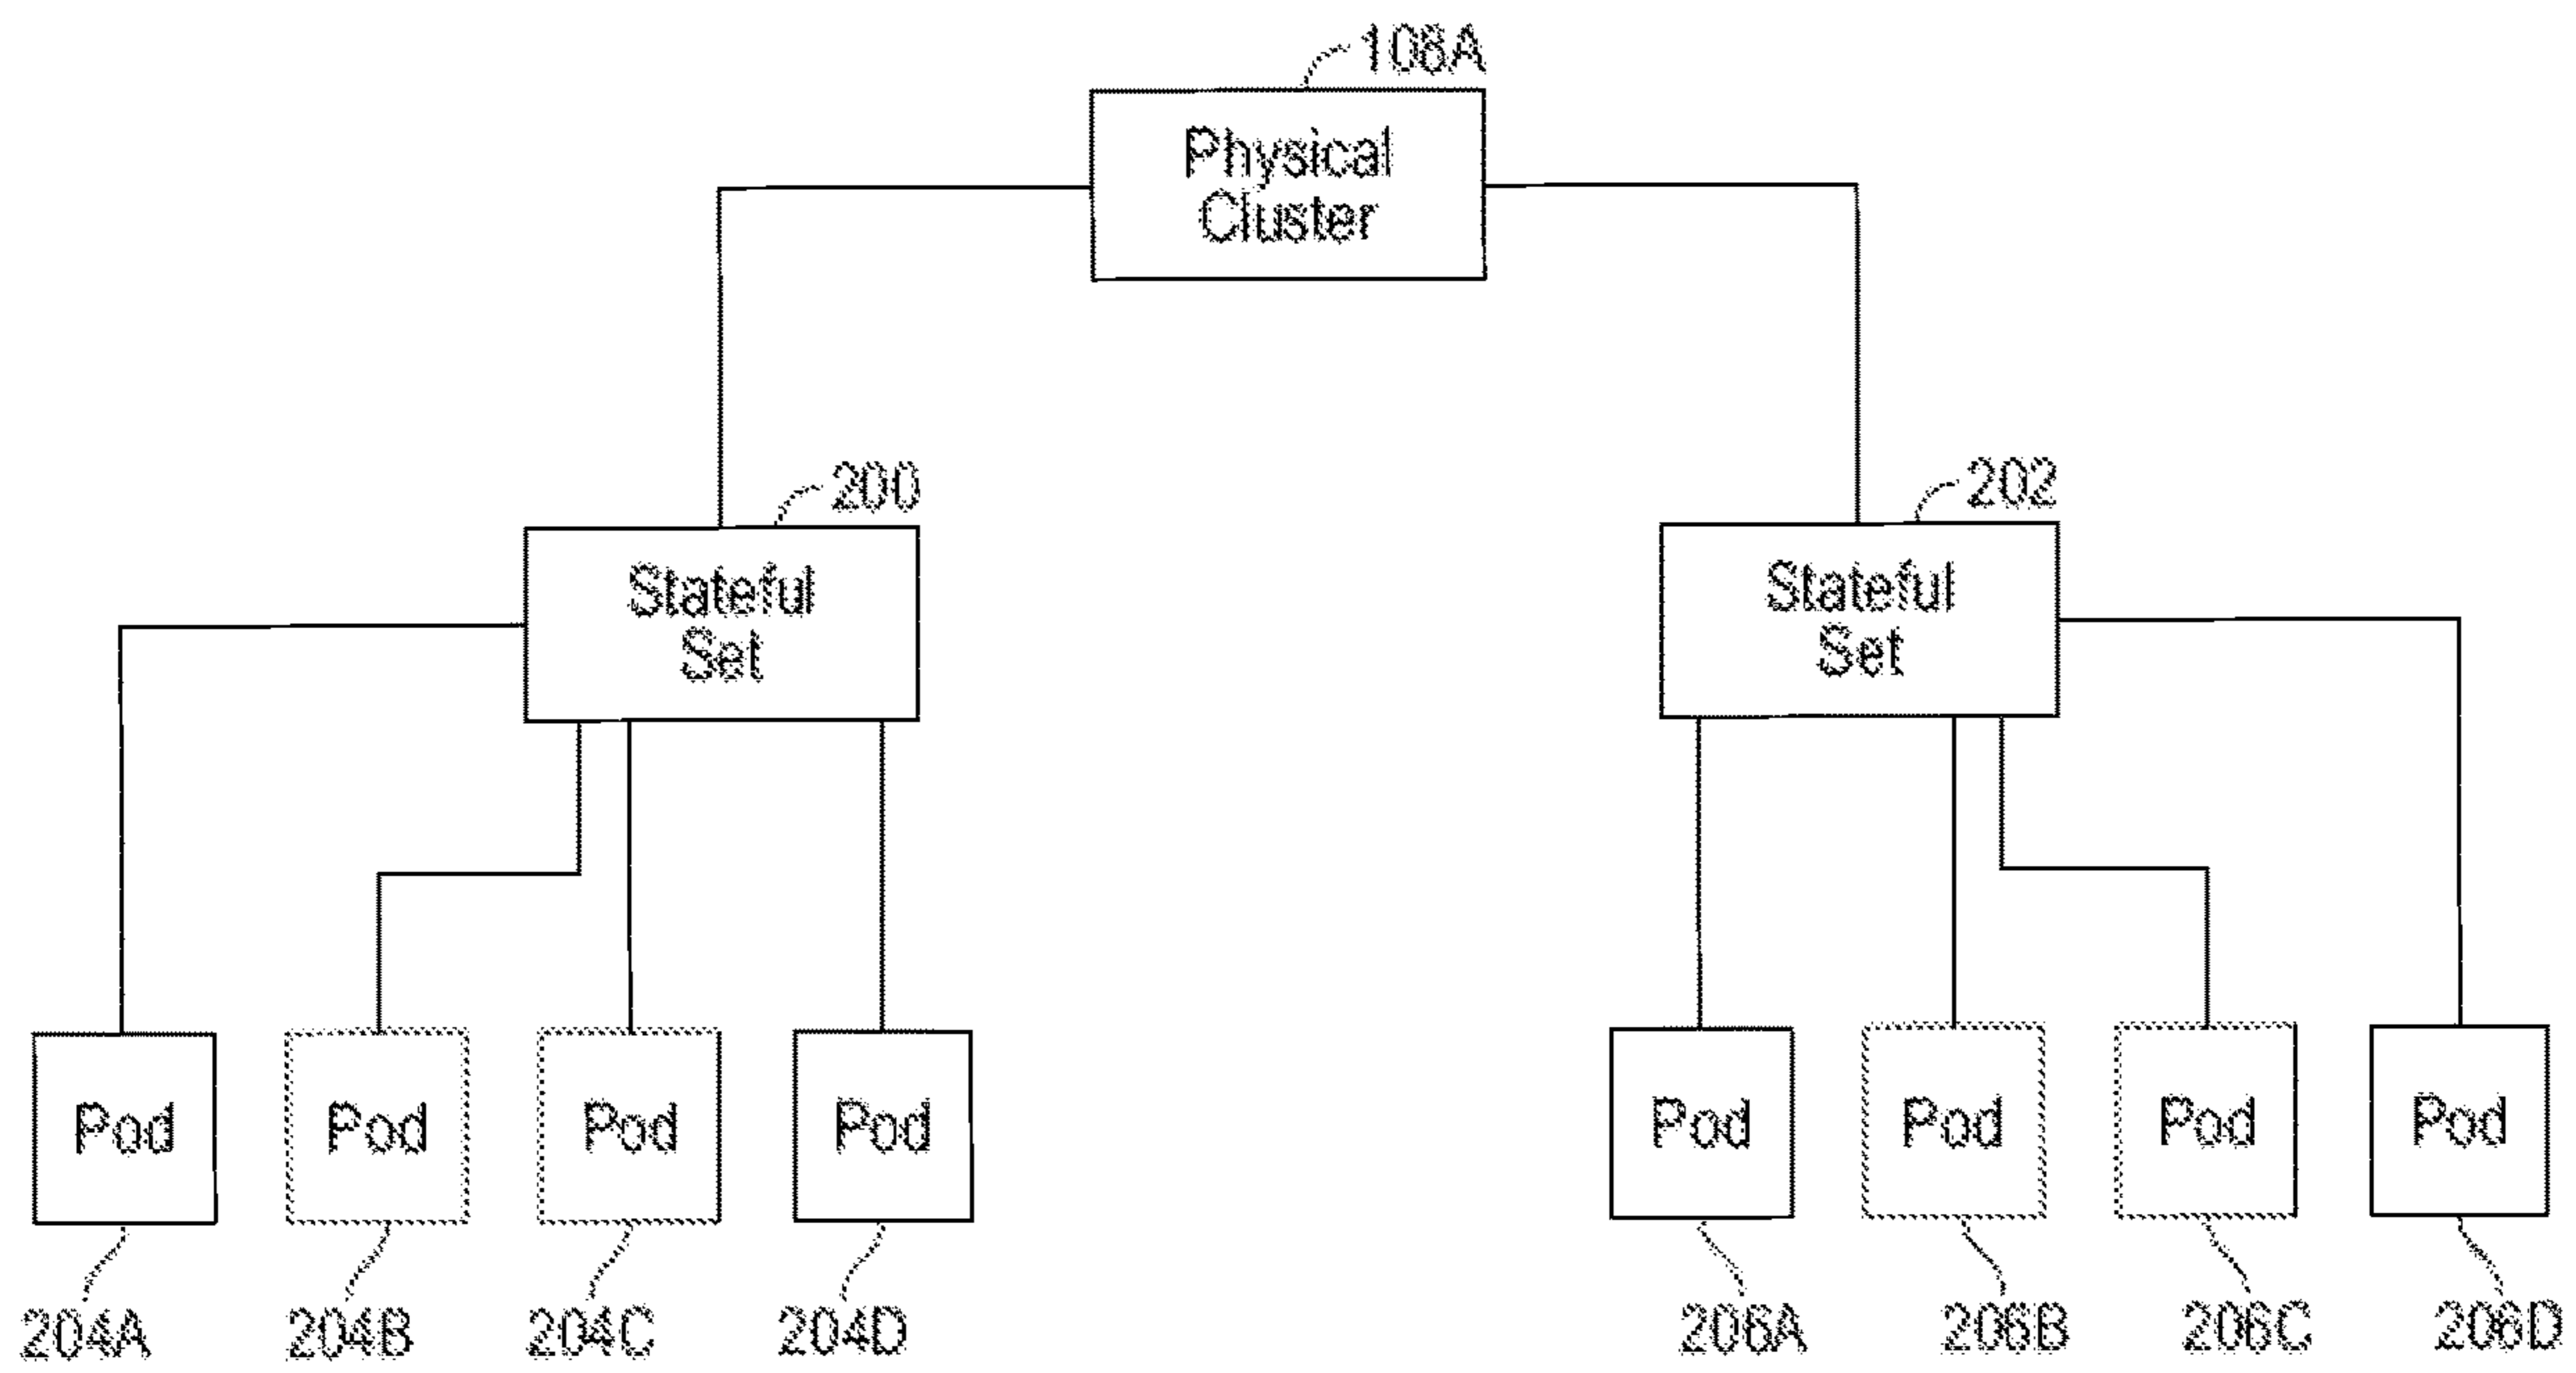 108A
Physical
Cluster
200
Stateful
Set
202
Stateful
Set
Pod
Pod
Pod
Pod
Pod
Pod
Pod
Pod
204A
204B
204C
204D
206A
206B
206C
206D